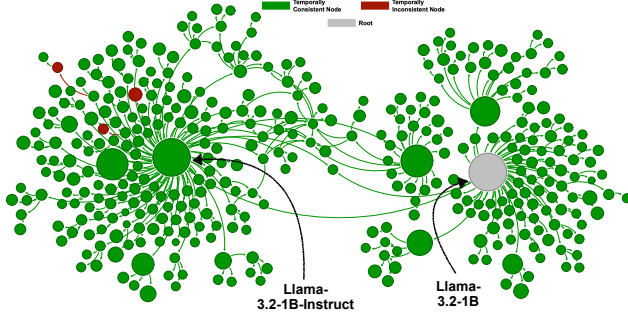 Temporally
Consistent Node
Temporally
Inconsistent Node
Root
Llama-
3.2-1B-Instruct
Llama-
3.2-1B